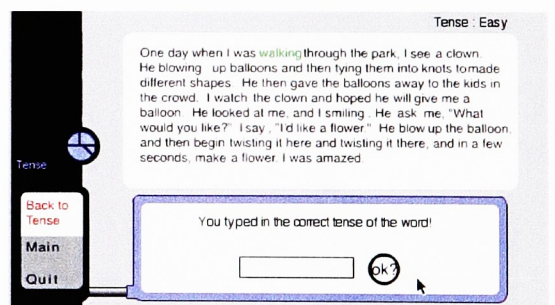 Tense : Easy
One day when I was walking through the park, I see a clown.
He blowing up balloons and then tying them into knots tomade
different shapes. He then gave the balloons away to the kids in
the crowd. I watch the clown and hoped he will give me a
balloon. He looked at me, and I smiling. He ask me, "What
would you like?" I say, "I'd like a flower." He blow up the balloon,
and then begin twisting it here and twisting it there, and in a few
seconds, make a flower. I was amazed.
Tense
Back to
Tense
Main
Quit
You typed in the correct tense of the word!
ok?